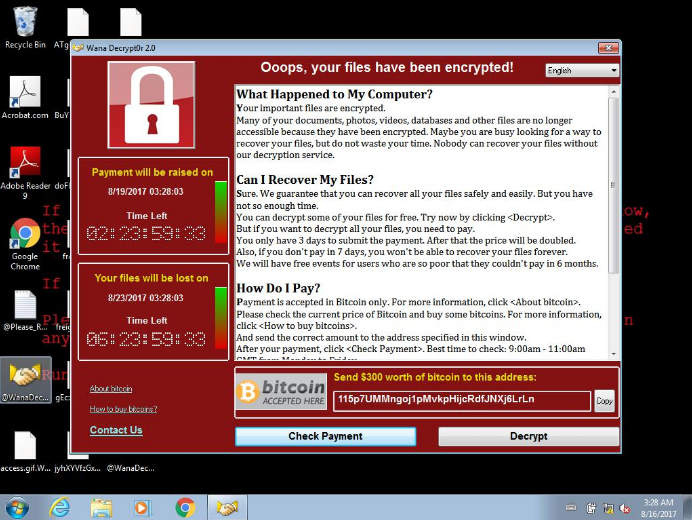 Recycle Bin
ATg
Acrobat.com
BuY
Adobe Reader
9
doFl
Google
Chrome
fr
@Please_R...
freig
@WanaDec...
gEc
access.gif.W...
jyhXYVfzGx...
@WanaDec...
If
the
it
If
Ple
any
Run
ow,
ed
n
Wana Decrypt0r 2.0
Ooops, your files have been encrypted!
English
Payment will be raised on
8/19/2017 03:28:03
Time Left
02:23:59:33
Your files will be lost on
8/23/2017 03:28:03
Time Left
06:23:59:33
About bitcoin
How to buy bitcoins?
Contact Us
What Happened to My Computer?
Your important files are encrypted.
Many of your documents, photos, videos, databases and other files are no longer
accessible because they have been encrypted. Maybe you are busy looking for a way to
recover your files, but do not waste your time. Nobody can recover your files without
our decryption service.
Can I Recover My Files?
Sure. We guarantee that you can recover all your files safely and easily. But you have
not so enough time.
You can decrypt some of your files for free. Try now by clicking <Decrypt>.
But if you want to decrypt all your files, you need to pay.
You only have 3 days to submit the payment. After that the price will be doubled.
Also, if you don't pay in 7 days, you won't be able to recover your files forever.
We will have free events for users who are so poor that they couldn't pay in 6 months.
How Do I Pay?
Payment is accepted in Bitcoin only. For more information, click <About bitcoin>.
Please check the current price of Bitcoin and buy some bitcoins. For more information,
click <How to buy bitcoins>.
And send the correct amount to the address specified in this window.
After your payment, click <Check Payment>. Best time to check: 9:00am - 11:00am
GMT from Monday to Friday.
bitcoin
ACCEPTED HERE
Send $300 worth of bitcoin to this address:
115p7UMMngoj1pMvkpHijcRdfJNXj6LrLn
Copy
Check Payment
Decrypt
3:28 AM
8/16/2017